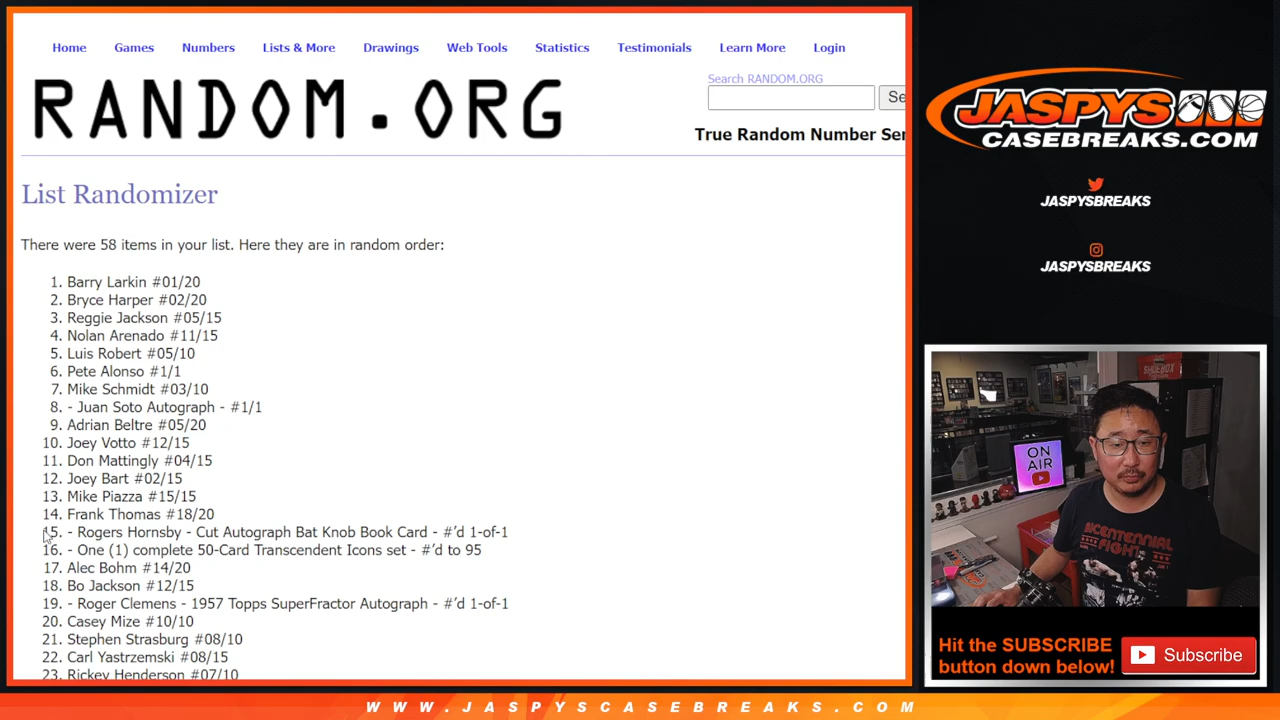 Home Games Numbers Lists & More Drawings Web Tools Statistics Testimonials Learn More Login
RANDOM.ORG
Search RANDOM.ORG
Se
True Random Number Ser
List Randomizer
There were 58 items in your list. Here they are in random order:
1. Barry Larkin #01/20
2. Bryce Harper #02/20
3. Reggie Jackson #05/15
4. Nolan Arenado #11/15
5. Luis Robert #05/10
6. Pete Alonso #1/1
7. Mike Schmidt #03/10
8. - Juan Soto Autograph - #1/1
9. Adrian Beltre #05/20
10. Joey Votto #12/15
11. Don Mattingly #04/15
12. Joey Bart #02/15
13. Mike Piazza #15/15
14. Frank Thomas #18/20
15. - Rogers Hornsby - Cut Autograph Bat Knob Book Card - #'d 1-of-1
16. - One (1) complete 50-Card Transcendent Icons set - #'d to 95
17. Alec Bohm #14/20
18. Bo Jackson #12/15
19. - Roger Clemens - 1957 Topps SuperFractor Autograph - #'d 1-of-1
20. Casey Mize #10/10
21. Stephen Strasburg #08/10
22. Carl Yastrzemski #08/15
23. Rickey Henderson #07/10
JASPYS
CASEBREAKS.COM
JASPYSBREAKS
JASPYSBREAKS
SHOEBOX
ON
AIR
BICENTENNIAL
FIGHT
Hit the SUBSCRIBE
button down below!
Subscribe
WWW.JASPYSCASEBREAKS.COM